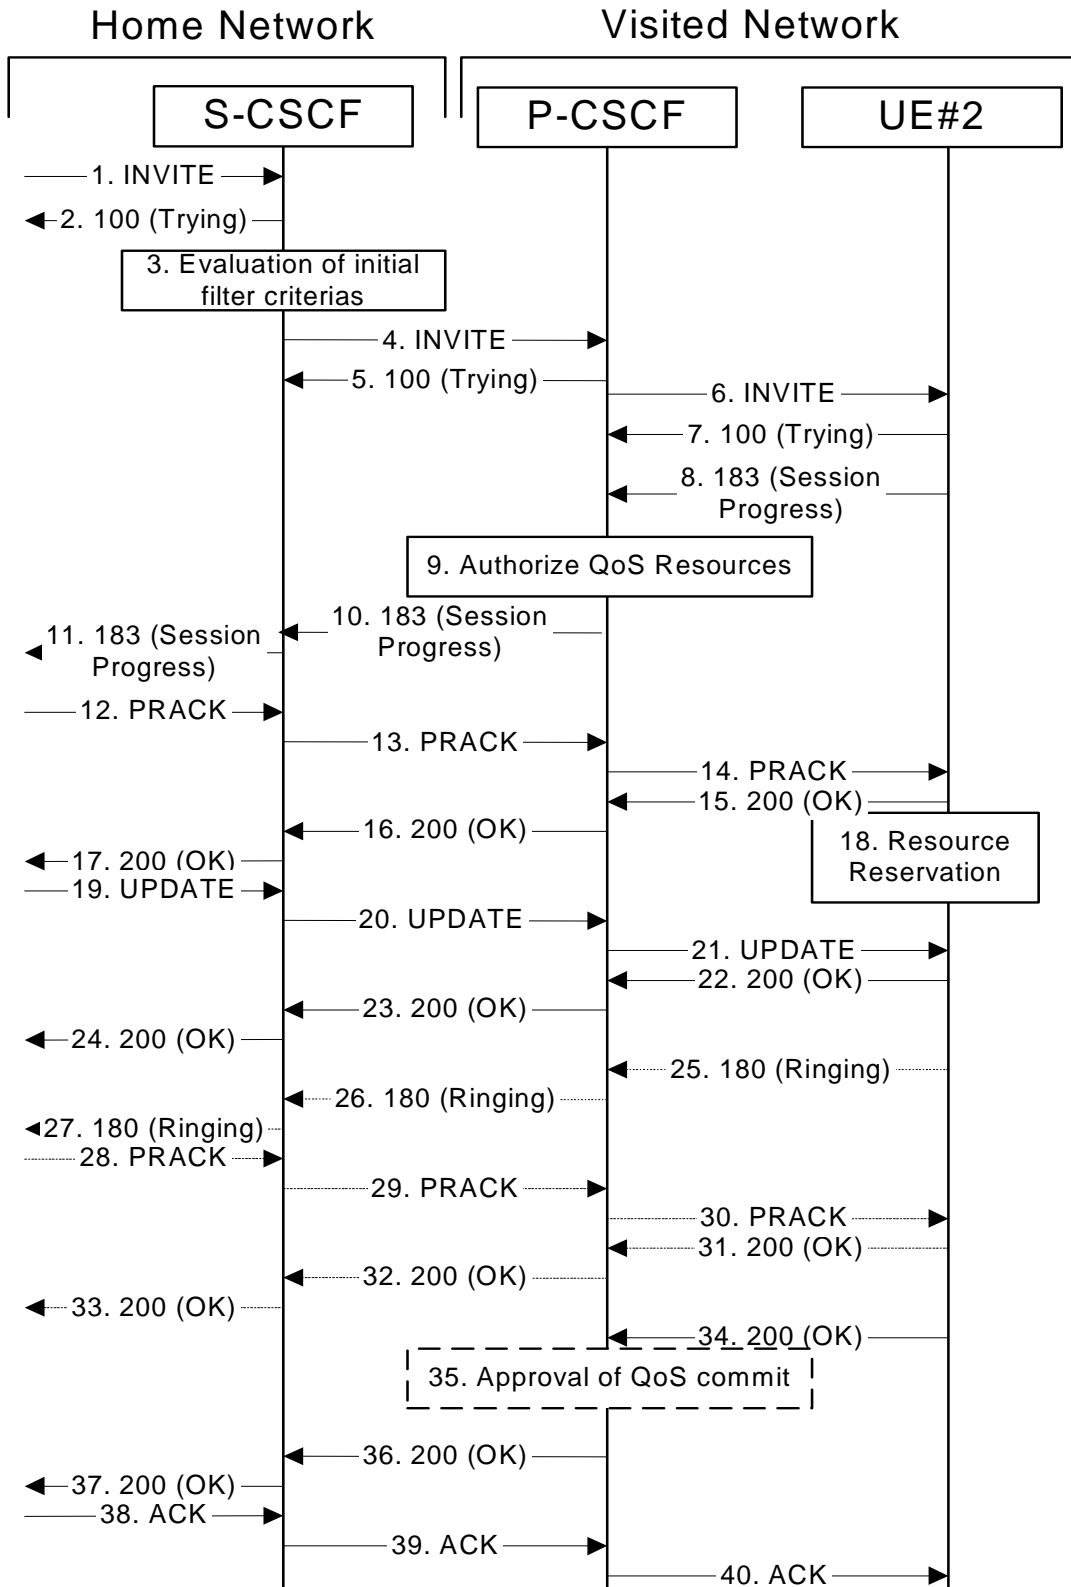 Home Network
Visited Network
S-CSCF
P-CSCF
UE#2
1. INVITE
2. 100 (Trying)
3. Evaluation of initial
filter criterias
4. INVITE
5. 100 (Trying)
6. INVITE
7. 100 (Trying)
8. 183 (Session
Progress)
9. Authorize QoS Resources
10. 183 (Session
Progress)
11. 183 (Session
Progress)
12. PRACK
13. PRACK
14. PRACK
15. 200 (OK)
16. 200 (OK)
17. 200 (OK)
18. Resource
Reservation
19. UPDATE
20. UPDATE
21. UPDATE
22. 200 (OK)
23. 200 (OK)
24. 200 (OK)
25. 180 (Ringing)
26. 180 (Ringing)
27. 180 (Ringing)
28. PRACK
29. PRACK
30. PRACK
31. 200 (OK)
32. 200 (OK)
33. 200 (OK)
34. 200 (OK)
35. Approval of QoS commit
36. 200 (OK)
37. 200 (OK)
38. ACK
39. ACK
40. ACK